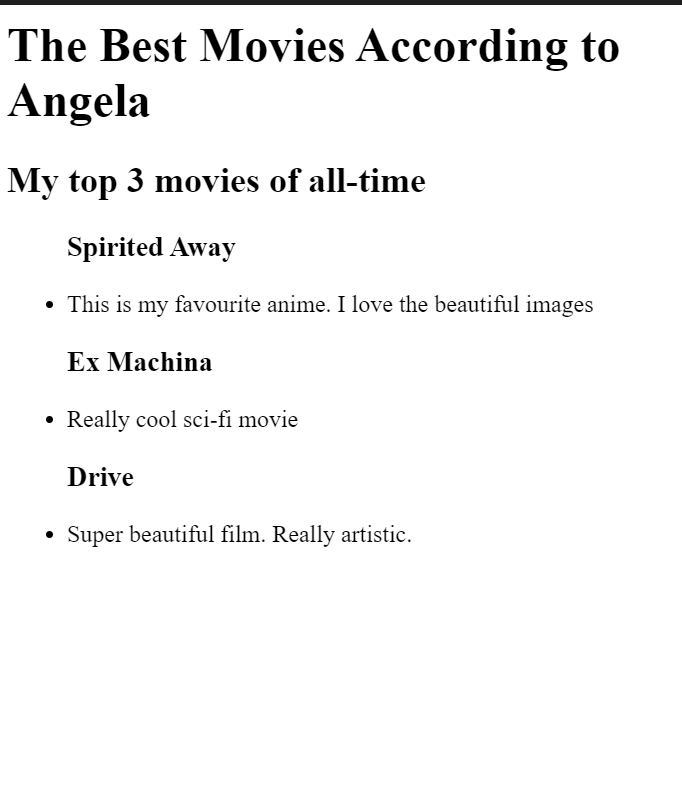 The Best Movies According to
Angela
My top 3 movies of all-time
Spirited Away
• This is my favourite anime. I love the beautiful images
Ex Machina
• Really cool sci-fi movie
Drive
• Super beautiful film. Really artistic.